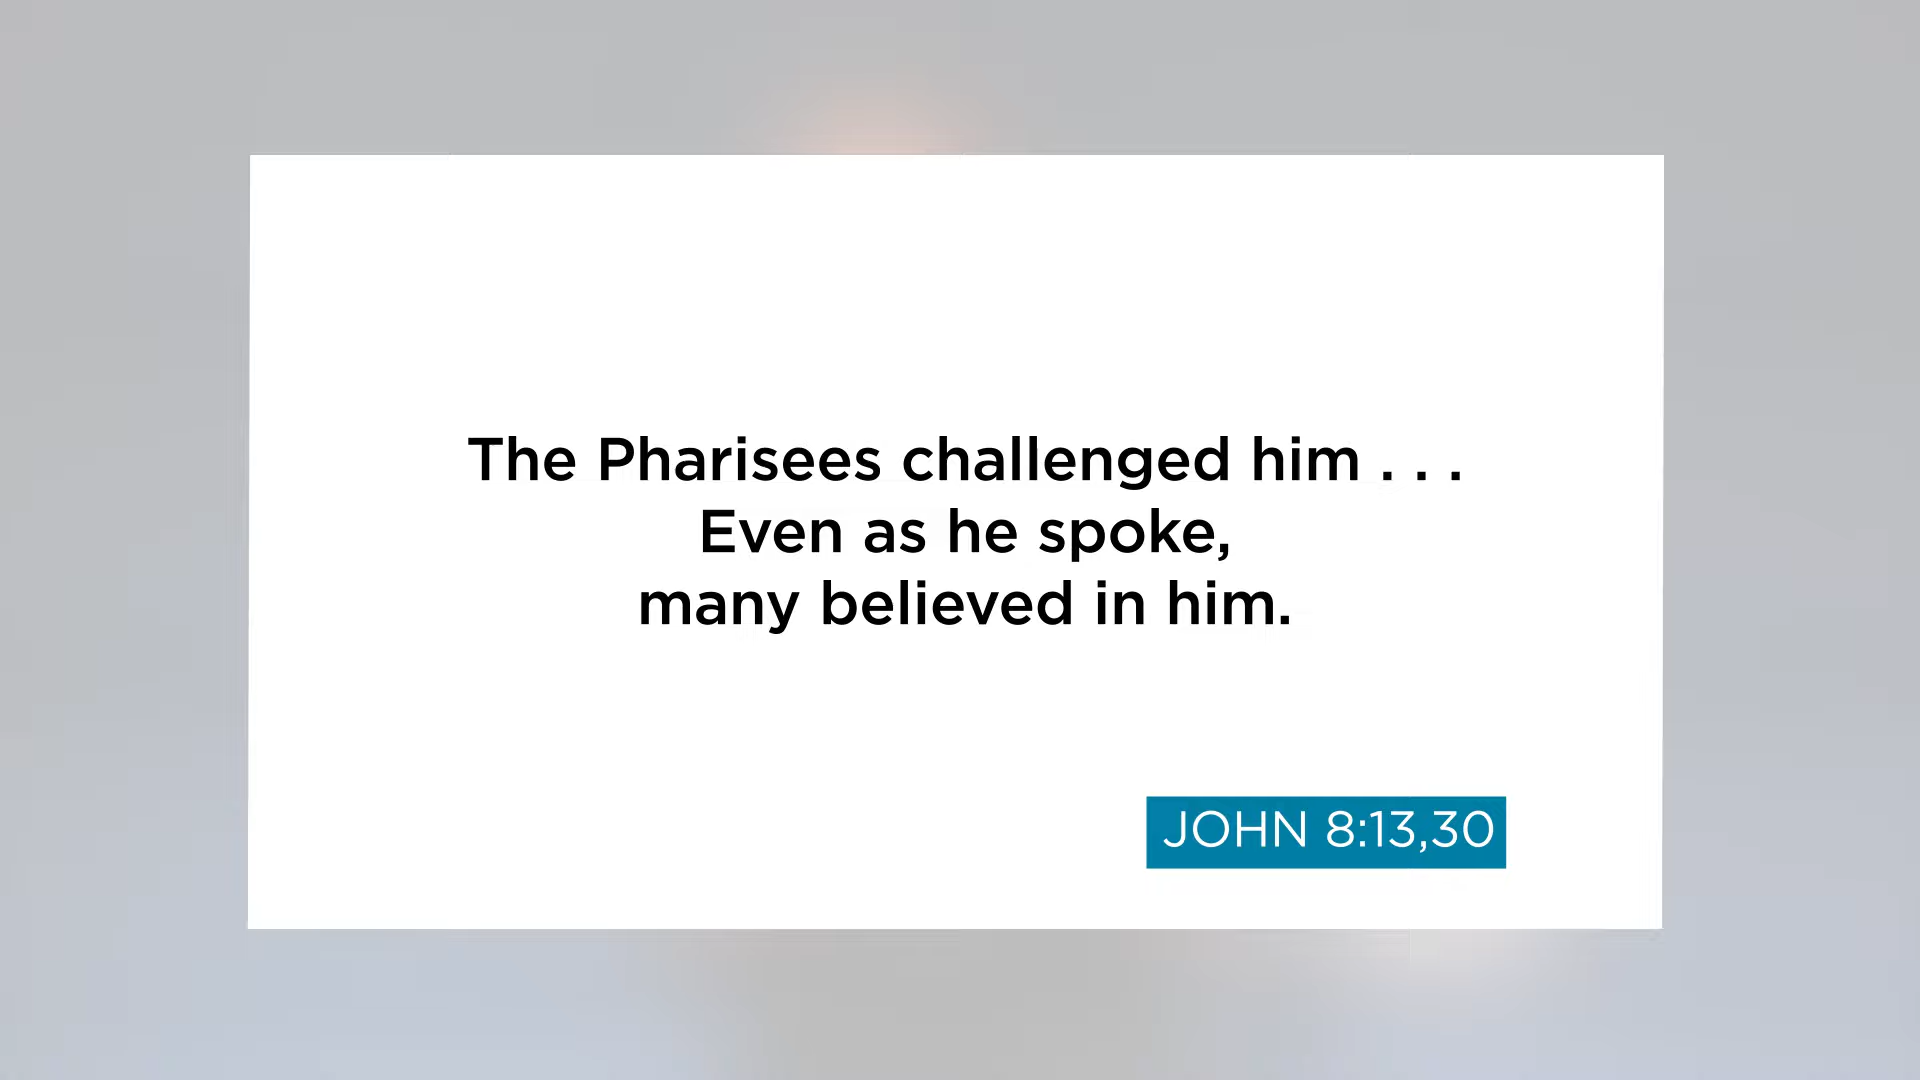 The Pharisees challenged him . . .
Even as he spoke,
many believed in him.
JOHN 8:13,30